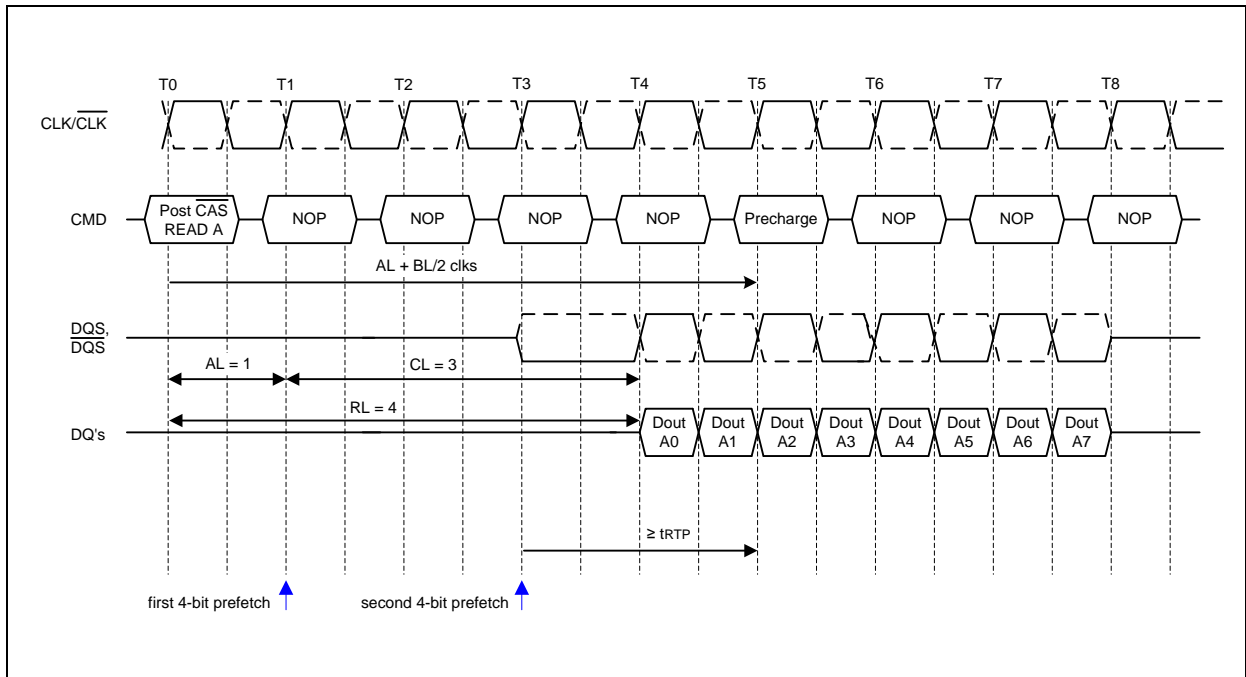 T0 T1 T2 T3 T4 T5 T6 T7 T8
CLK/CLK
CMD
Post CAS
READ A
NOP NOP NOP NOP Precharge NOP NOP NOP
AL + BL/2 clks
DQS,
DQS
AL = 1
CL = 3
RL = 4
DQ's
Dout Dout Dout Dout Dout Dout Dout Dout
A0 A1 A2 A3 A4 A5 A6 A7
≥ tRTP
first 4-bit prefetch
second 4-bit prefetch